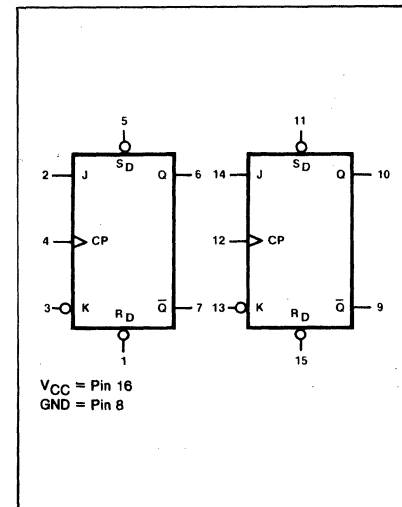 5 11
S_D S_D
2 J Q 6 14 J Q 10
4 CP 12 CP
3 K Q̅ 7 13 K Q̅ 9
R_D R_D
1 15
V_CC = Pin 16
GND = Pin 8